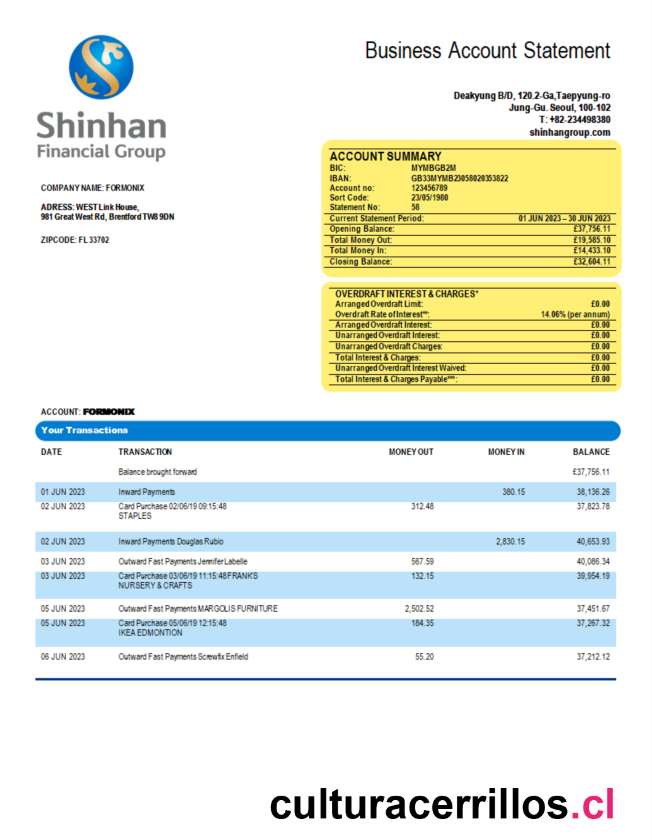 Business Account Statement
Shinhan
Financial Group
Deakyung B/D, 120.2-Ga,Taepyung-ro
Jung-Gu. Seoul, 100-102
T: +82-234498380
shinhangroup.com
COMPANY NAME: FORMONIX
ADRESS: WEST Link House,
981 Great West Rd, Brentford TW8 9DN
ZIPCODE: FL 33702
ACCOUNT SUMMARY
BIC: MYMBGB2M
IBAN: GB33MYMB23058020353822
Account no: 123456789
Sort Code: 23/05/1980
Statement No: 58
Current Statement Period: 01 JUN 2023 – 30 JUN 2023
Opening Balance: £37,756.11
Total Money Out: £19,585.10
Total Money In: £14,433.10
Closing Balance: £32,604.11
OVERDRAFT INTEREST & CHARGES*
Arranged Overdraft Limit: £0.00
Overdraft Rate of Interest**: 14.06% (per annum)
Arranged Overdraft Interest: £0.00
Unarranged Overdraft Interest: £0.00
Unarranged Overdraft Charges: £0.00
Total Interest & Charges: £0.00
Unarranged Overdraft Interest Waived: £0.00
Total Interest & Charges Payable***: £0.00
ACCOUNT: FORMONIX
Your Transactions
DATE TRANSACTION MONEY OUT MONEY IN BALANCE
Balance brought forward £37,756.11
01 JUN 2023 Inward Payments 380.15 38,136.26
02 JUN 2023 Card Purchase 02/06/19 09:15:48 312.48 37,823.78
STAPLES
02 JUN 2023 Inward Payments Douglas Rubio 2,830.15 40,653.93
03 JUN 2023 Outward Fast Payments Jennifer Labelle 567.59 40,086.34
03 JUN 2023 Card Purchase 03/06/19 11:15:48 FRANK'S 132.15 39,954.19
NURSERY & CRAFTS
05 JUN 2023 Outward Fast Payments MARGOLIS FURNITURE 2,502.52 37,451.67
05 JUN 2023 Card Purchase 05/06/19 12:15:48 184.35 37,267.32
IKEA EDMONTION
06 JUN 2023 Outward Fast Payments Screwfix Enfield 55.20 37,212.12
culturacerrillos.cl